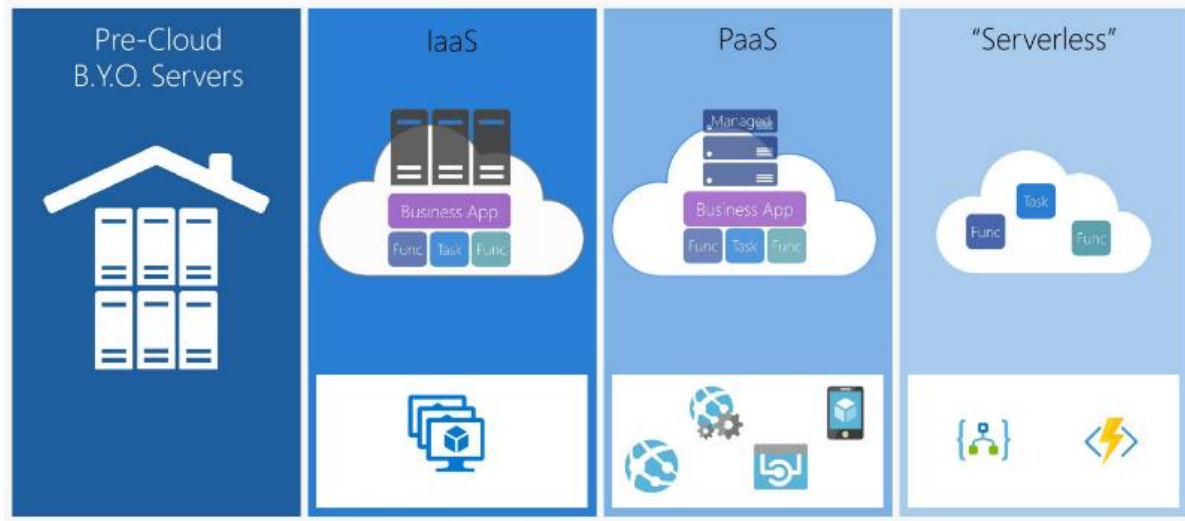 Pre-Cloud
B.Y.O. Servers
IaaS
Business App
Func Task Func
PaaS
Managed
Business App
Func Task Func
"Serverless"
Task
Func
Func